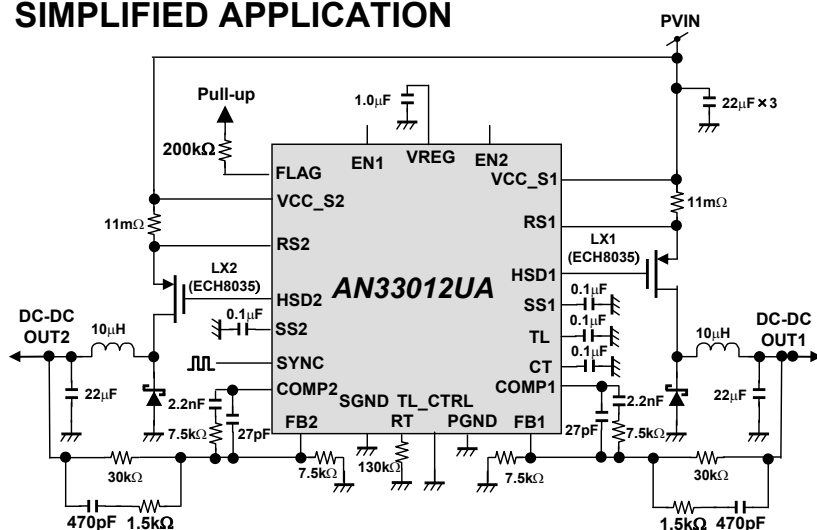 SIMPLIFIED APPLICATION
PVIN
Pull-up
1.0μF
22μF × 3
200kΩ
EN1
VREG
EN2
FLAG
VCC_S1
VCC_S2
11mΩ
11mΩ
RS1
RS2
LX2
(ECH8035)
LX1
(ECH8035)
HSD1
HSD2
AN33012UA
SS1
0.1μF
0.1μF
SS2
TL
0.1μF
DC-DC
OUT2
10μH
10μH
DC-DC
OUT1
SYNC
CT
0.1μF
COMP2
COMP1
22μF
2.2nF
2.2nF
22μF
SGND
TL_CTRL
27pF
7.5kΩ
FB2
RT
PGND
FB1
27pF
7.5kΩ
7.5kΩ
130kΩ
7.5kΩ
30kΩ
30kΩ
470pF
1.5kΩ
1.5kΩ
470pF